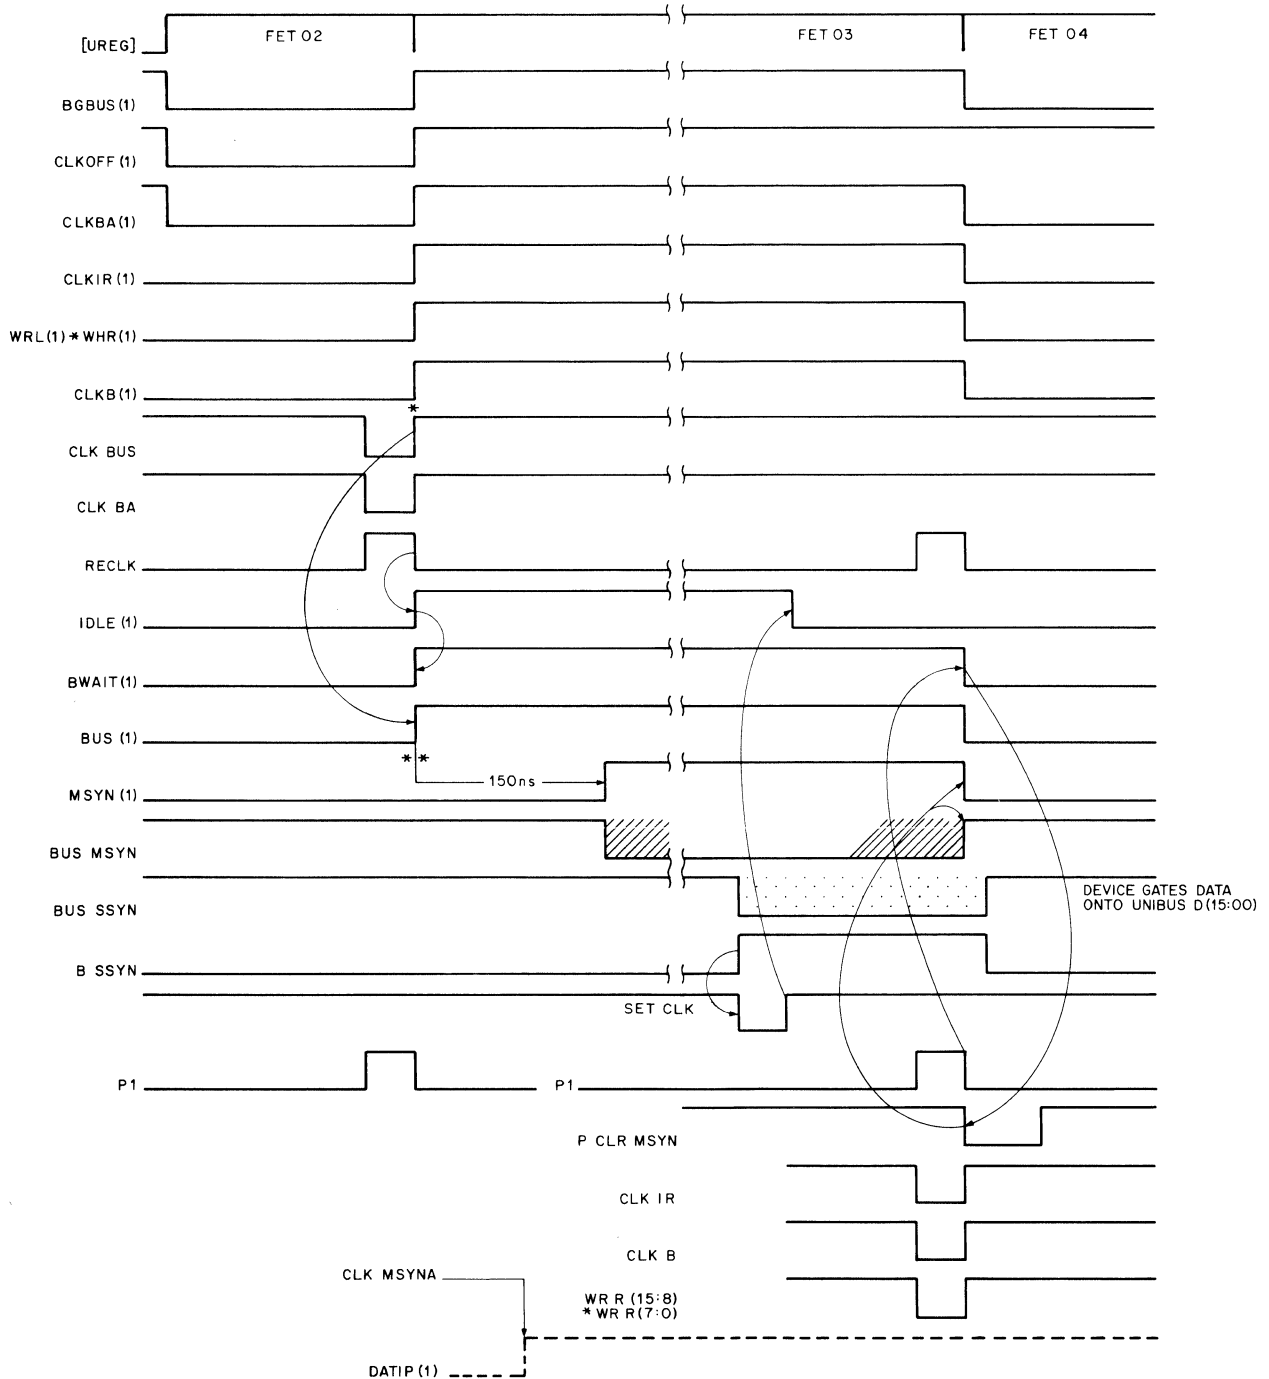 [UREG]
FET 02
FET 03
FET 04
BGBUS(1)
CLKOFF(1)
CLKBA(1)
CLKIR(1)
WRL(1)*WHR(1)
CLKB(1)
*
CLK BUS
CLK BA
RECLK
IDLE(1)
BWAIT(1)
BUS (1)
* *
150ns
MSYN(1)
BUS MSYN
BUS SSYN
DEVICE GATES DATA
ONTO UNIBUS D(15:00)
B SSYN
SET CLK
P1
P1
P CLR MSYN
CLK IR
CLK B
CLK MSYNA
WR R (15:8)
* WR R(7:0)
DATIP(1)